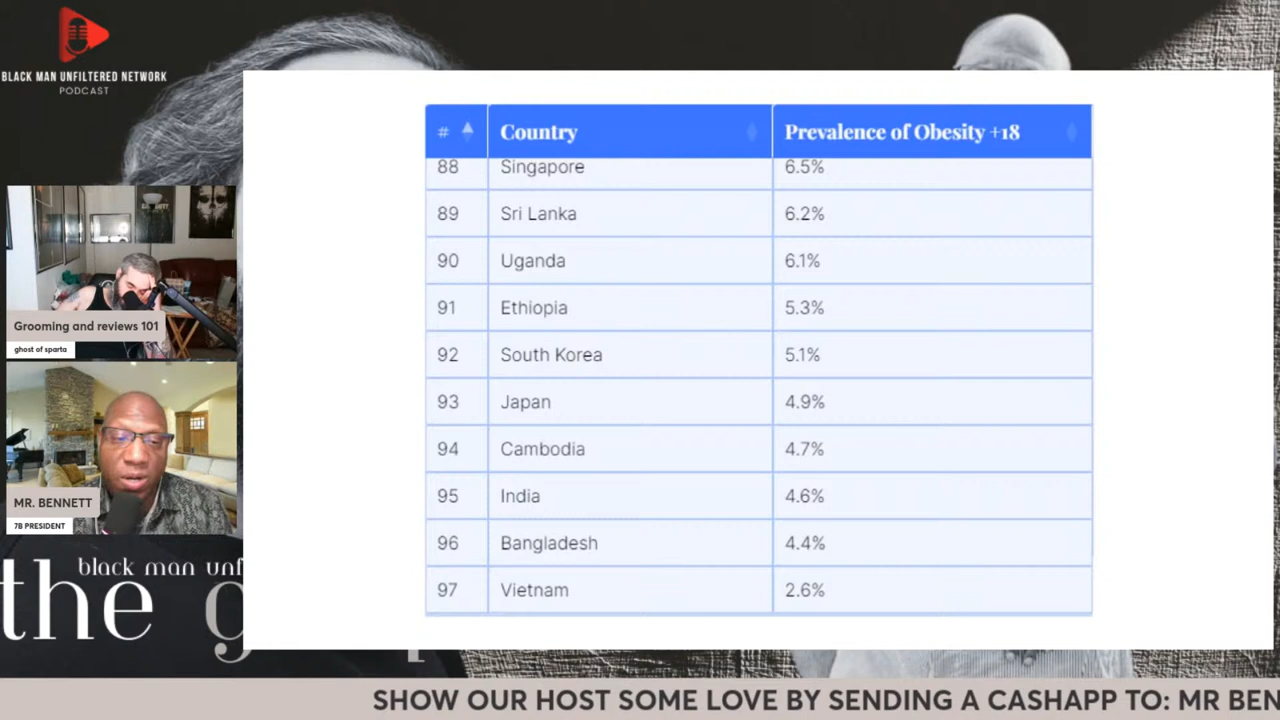 BLACK MAN UNFILTERED NETWORK
PODCAST
# Country Prevalence of Obesity +18
88 Singapore 6.5%
89 Sri Lanka 6.2%
90 Uganda 6.1%
91 Ethiopia 5.3%
92 South Korea 5.1%
93 Japan 4.9%
94 Cambodia 4.7%
95 India 4.6%
96 Bangladesh 4.4%
97 Vietnam 2.6%
Grooming and reviews 101
ghost of sparta
MR. BENNETT
7B PRESIDENT
black man unf
the g
SHOW OUR HOST SOME LOVE BY SENDING A CASHAPP TO: MR BEN